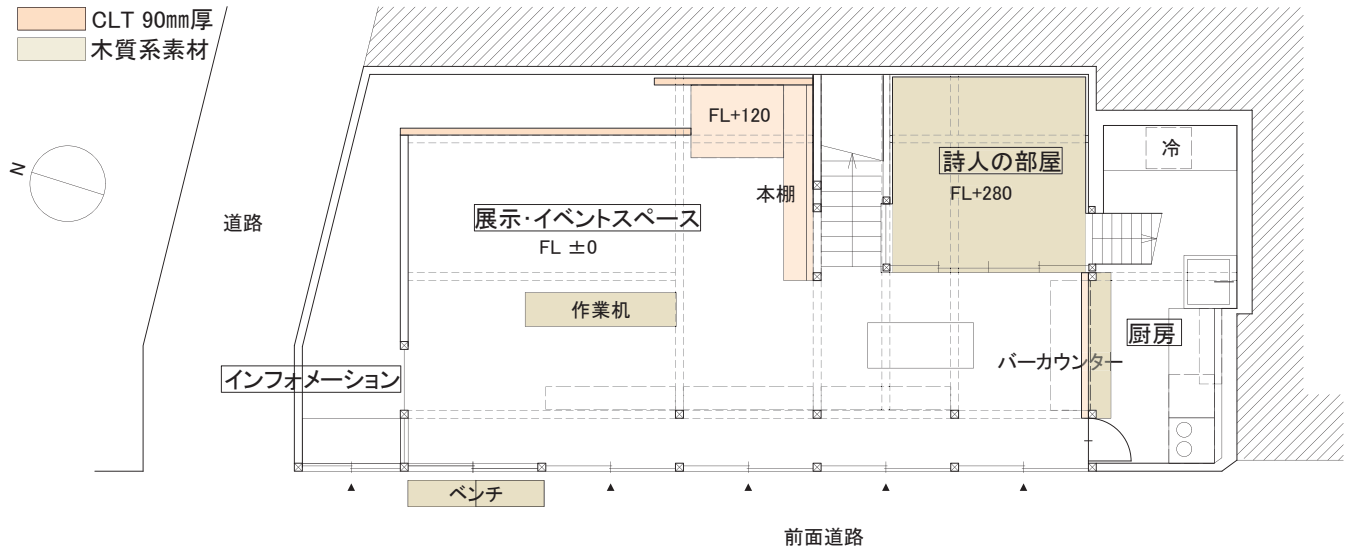 CLT 90mm厚
木質系素材
N
道路
FL+120
本棚
詩人の部屋
FL+280
冷
展示・イベントスペース
FL ±0
作業机
厨房
バーカウンター
インフォメーション
ベンチ
前面道路